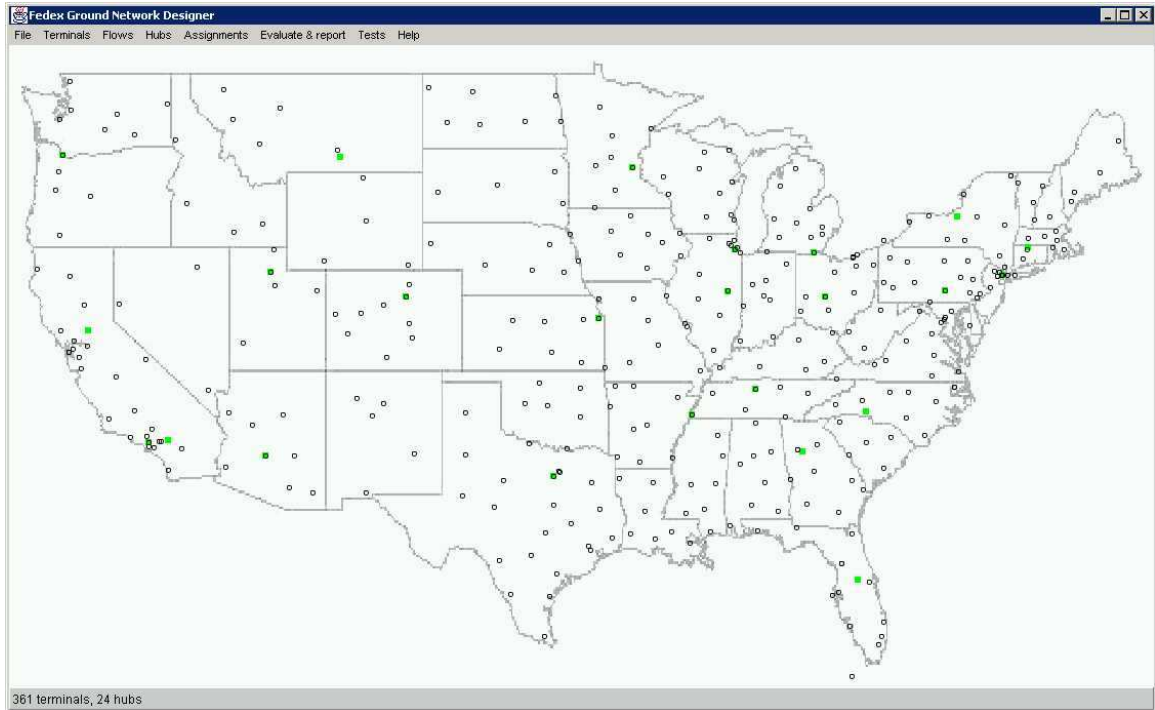 Fedex Ground Network Designer
File Terminals Flows Hubs Assignments Evaluate & report Tests Help
361 terminals, 24 hubs